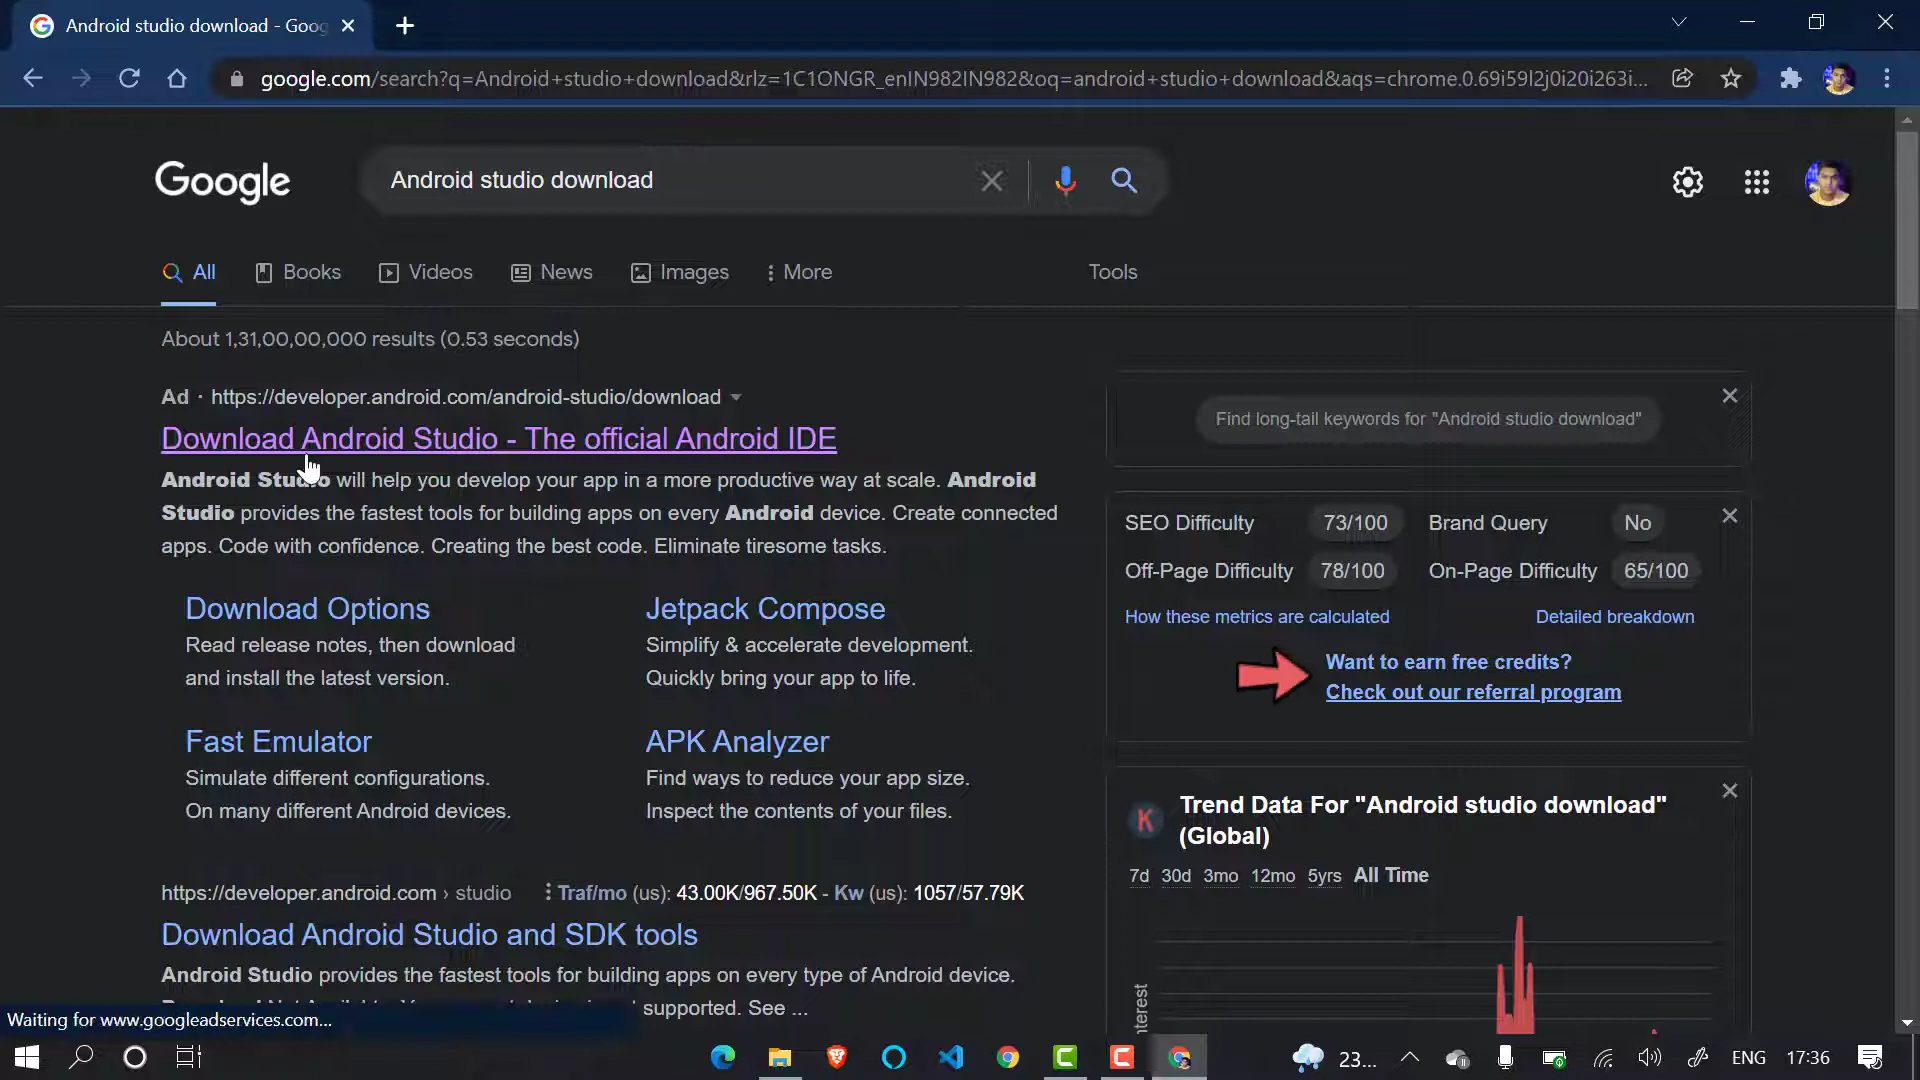 Android studio download - Goog
google.com/search?q=Android+studio+download&rlz=1C1ONGR_enIN982IN982&oq=android+studio+download&aqs=chrome.0.69i59l2j0i20i263i...
Google
Android studio download
All
Books
Videos
News
Images
More
Tools
About 1,31,00,00,000 results (0.53 seconds)
Ad · https://developer.android.com/android-studio/download
Download Android Studio - The official Android IDE
Android Studio will help you develop your app in a more productive way at scale. Android
Studio provides the fastest tools for building apps on every Android device. Create connected
apps. Code with confidence. Creating the best code. Eliminate tiresome tasks.
Download Options
Read release notes, then download
and install the latest version.
Jetpack Compose
Simplify & accelerate development.
Quickly bring your app to life.
Fast Emulator
Simulate different configurations.
On many different Android devices.
APK Analyzer
Find ways to reduce your app size.
Inspect the contents of your files.
https://developer.android.com › studio
Traf/mo (us): 43.00K/967.50K - Kw (us): 1057/57.79K
Download Android Studio and SDK tools
Android Studio provides the fastest tools for building apps on every type of Android device.
supported. See ...
Find long-tail keywords for "Android studio download"
SEO Difficulty 73/100 Brand Query No
Off-Page Difficulty 78/100 On-Page Difficulty 65/100
How these metrics are calculated
Detailed breakdown
Want to earn free credits?
Check out our referral program
K
Trend Data For "Android studio download"
(Global)
7d 30d 3mo 12mo 5yrs All Time
Waiting for www.googleadservices.com...
23...
ENG
17:36